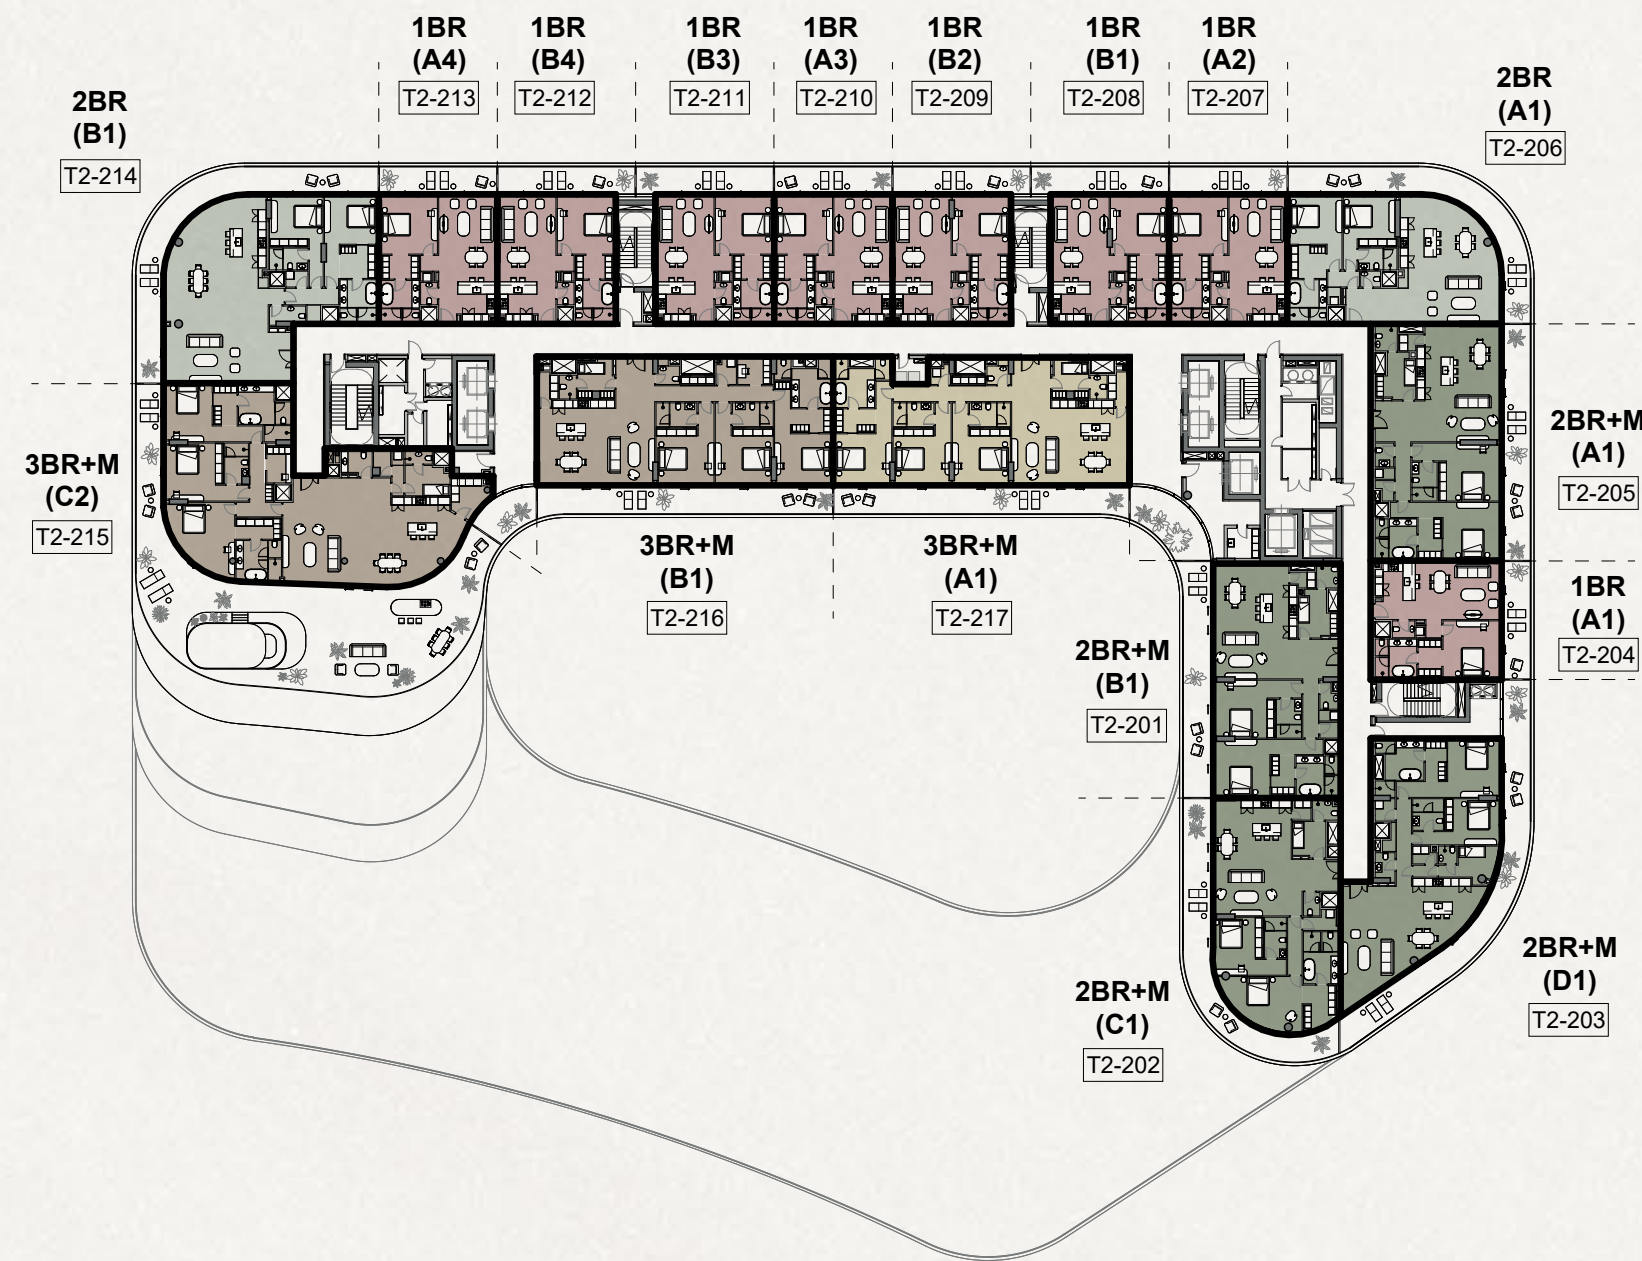 1BR
(A4)
T2-213
1BR
(B4)
T2-212
1BR
(B3)
T2-211
1BR
(A3)
T2-210
1BR
(B2)
T2-209
1BR
(B1)
T2-208
1BR
(A2)
T2-207
2BR
(A1)
T2-206
2BR
(B1)
T2-214
2BR+M
(A1)
T2-205
3BR+M
(C2)
T2-215
3BR+M
(B1)
T2-216
3BR+M
(A1)
T2-217
1BR
(A1)
T2-204
2BR+M
(B1)
T2-201
2BR+M
(D1)
T2-203
2BR+M
(C1)
T2-202